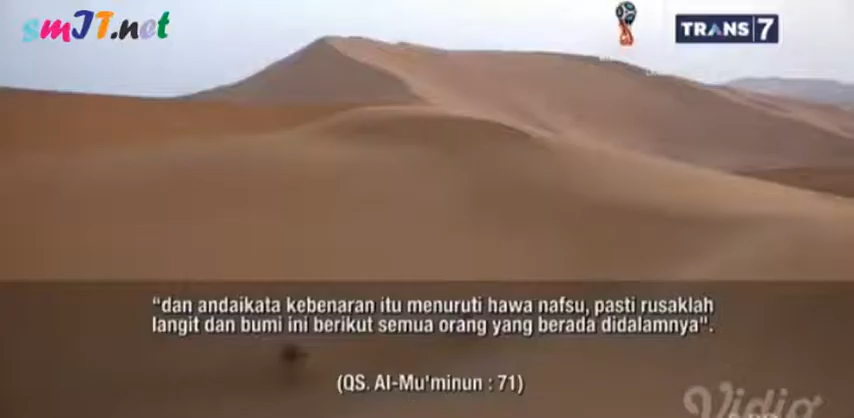 smIT.net
TRANS 7
"dan andaikata kebenaran itu menuruti hawa nafsu, pasti rusaklah
langit dan bumi ini berikut semua orang yang berada didalamnya".
(QS. Al-Mu'minun : 71)
Vidio